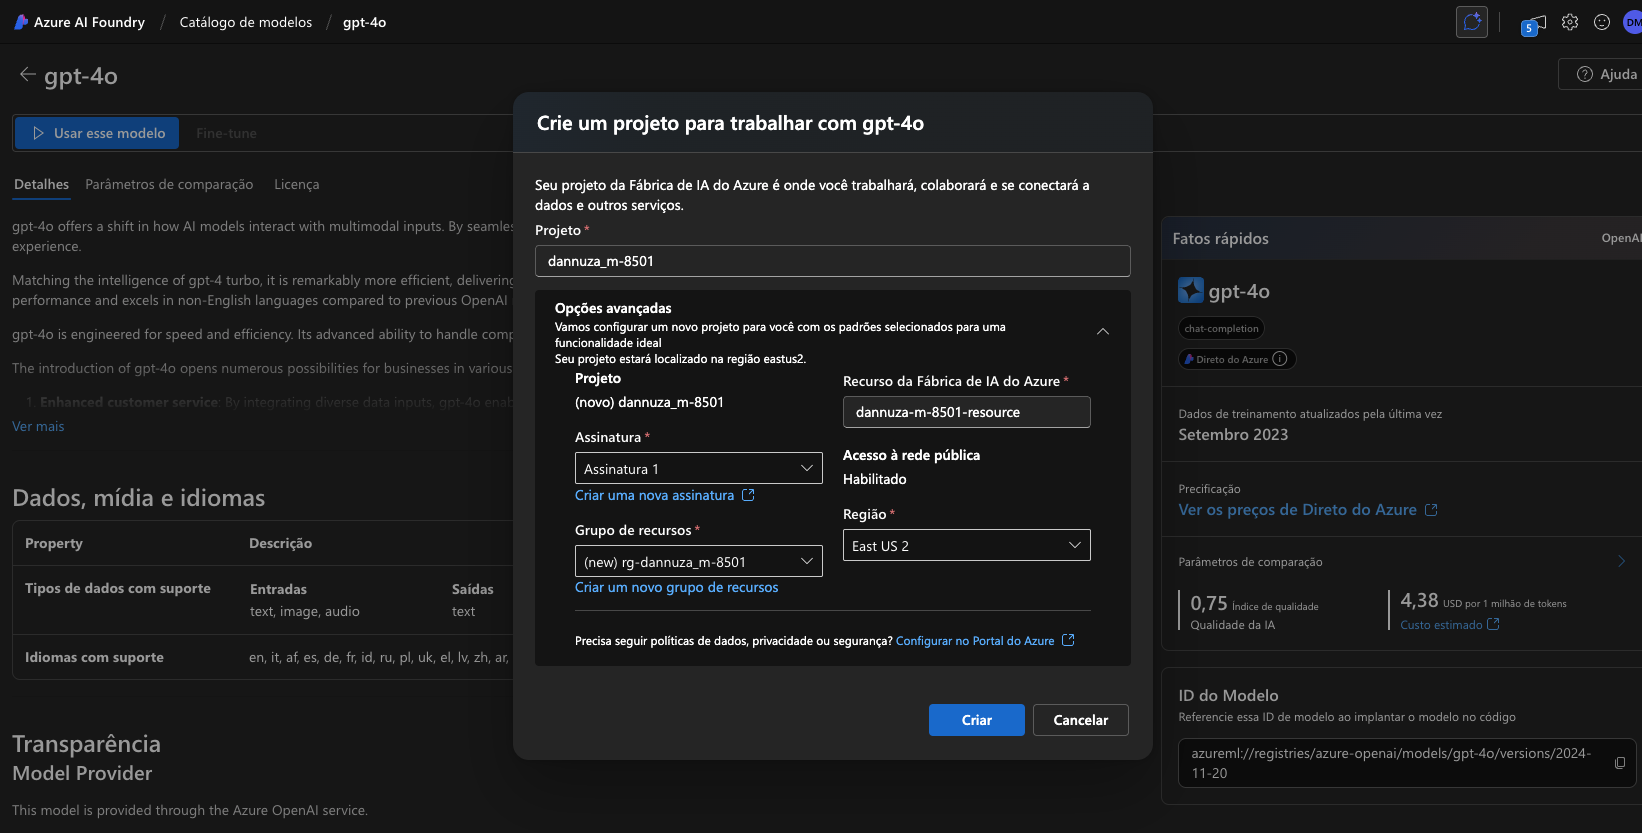 Azure AI Foundry / Catálogo de modelos / gpt-4o
5
DM
gpt-4o
Ajuda
Usar esse modelo
Fine-tune
Detalhes
Parâmetros de comparação
Licença
gpt-4o offers a shift in how AI models interact with multimodal inputs. By seamles
experience.
Matching the intelligence of gpt-4 turbo, it is remarkably more efficient, delivering
performance and excels in non-English languages compared to previous OpenAI
gpt-4o is engineered for speed and efficiency. Its advanced ability to handle comp
The introduction of gpt-4o opens numerous possibilities for businesses in various
1. Enhanced customer service: By integrating diverse data inputs, gpt-4o enab
Ver mais
Dados, mídia e idiomas
Property
Descrição
Tipos de dados com suporte
Entradas
Saídas
text, image, audio
text
Idiomas com suporte
en, it, af, es, de, fr, id, ru, pl, uk, el, lv, zh, ar,
Transparência
Model Provider
This model is provided through the Azure OpenAI service.
Crie um projeto para trabalhar com gpt-4o
Seu projeto da Fábrica de IA do Azure é onde você trabalhará, colaborará e se conectará a
dados e outros serviços.
Projeto *
dannuza_m-8501
Opções avançadas
Vamos configurar um novo projeto para você com os padrões selecionados para uma
funcionalidade ideal
Seu projeto estará localizado na região eastus2.
Projeto
(novo) dannuza_m-8501
Assinatura *
Assinatura 1
Criar uma nova assinatura
Grupo de recursos *
(new) rg-dannuza_m-8501
Criar um novo grupo de recursos
Recurso da Fábrica de IA do Azure *
dannuza-m-8501-resource
Acesso à rede pública
Habilitado
Região *
East US 2
Precisa seguir políticas de dados, privacidade ou segurança? Configurar no Portal do Azure
Criar
Cancelar
Fatos rápidos
OpenAI
gpt-4o
chat-completion
Direto do Azure
Dados de treinamento atualizados pela última vez
Setembro 2023
Precificação
Ver os preços de Direto do Azure
Parâmetros de comparação
0,75 Índice de qualidade
Qualidade da IA
4,38 USD por 1 milhão de tokens
Custo estimado
ID do Modelo
Referencie essa ID de modelo ao implantar o modelo no código
azureml://registries/azure-openai/models/gpt-4o/versions/2024-
11-20